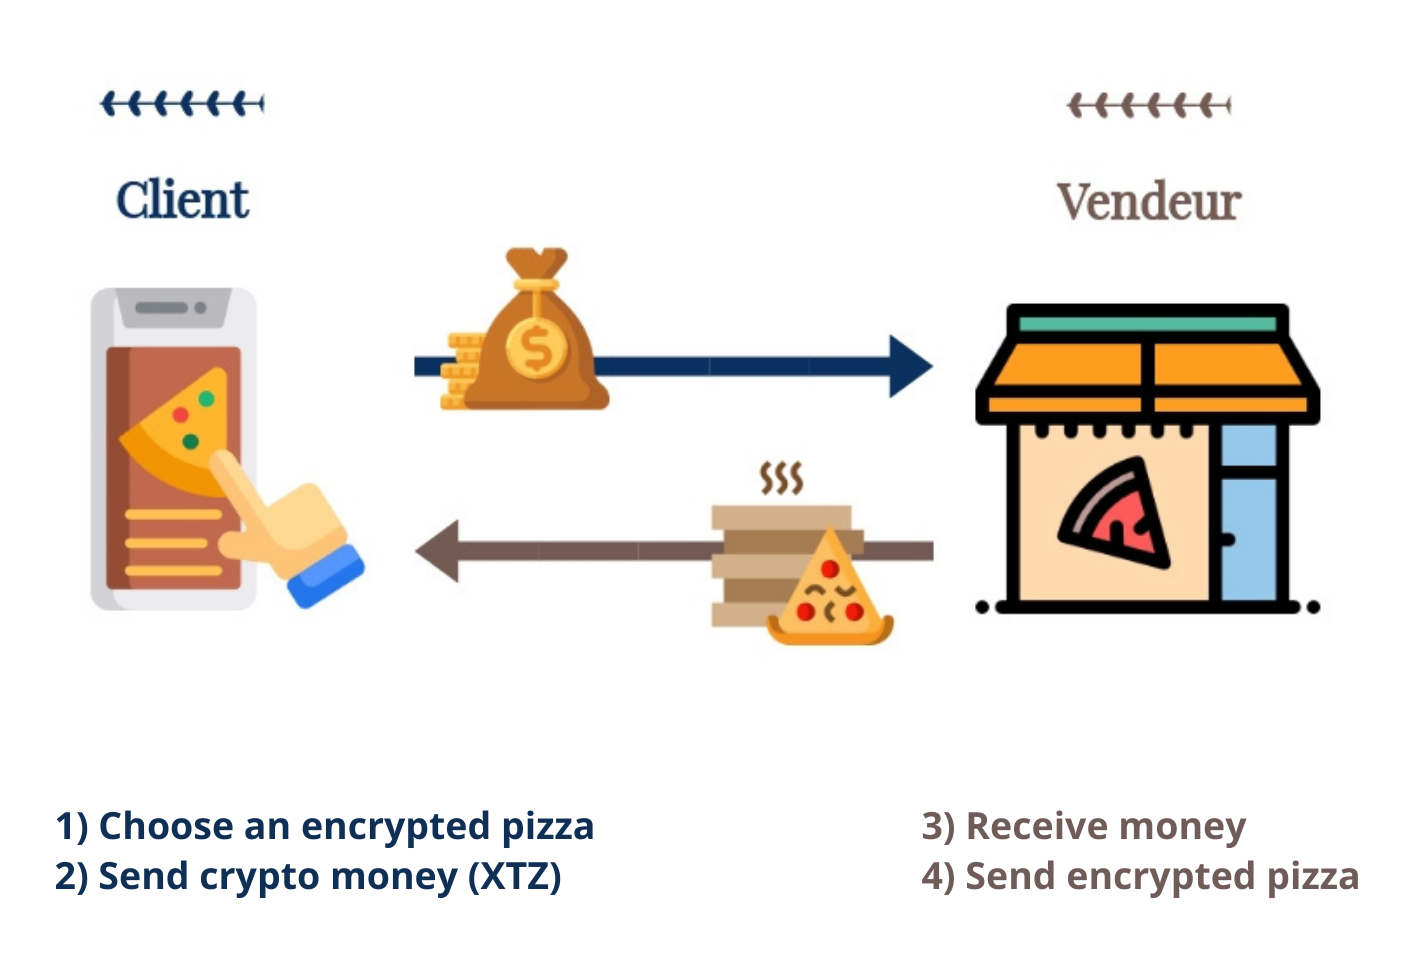 Client
Vendeur
$
1) Choose an encrypted pizza
2) Send crypto money (XTZ)
3) Receive money
4) Send encrypted pizza